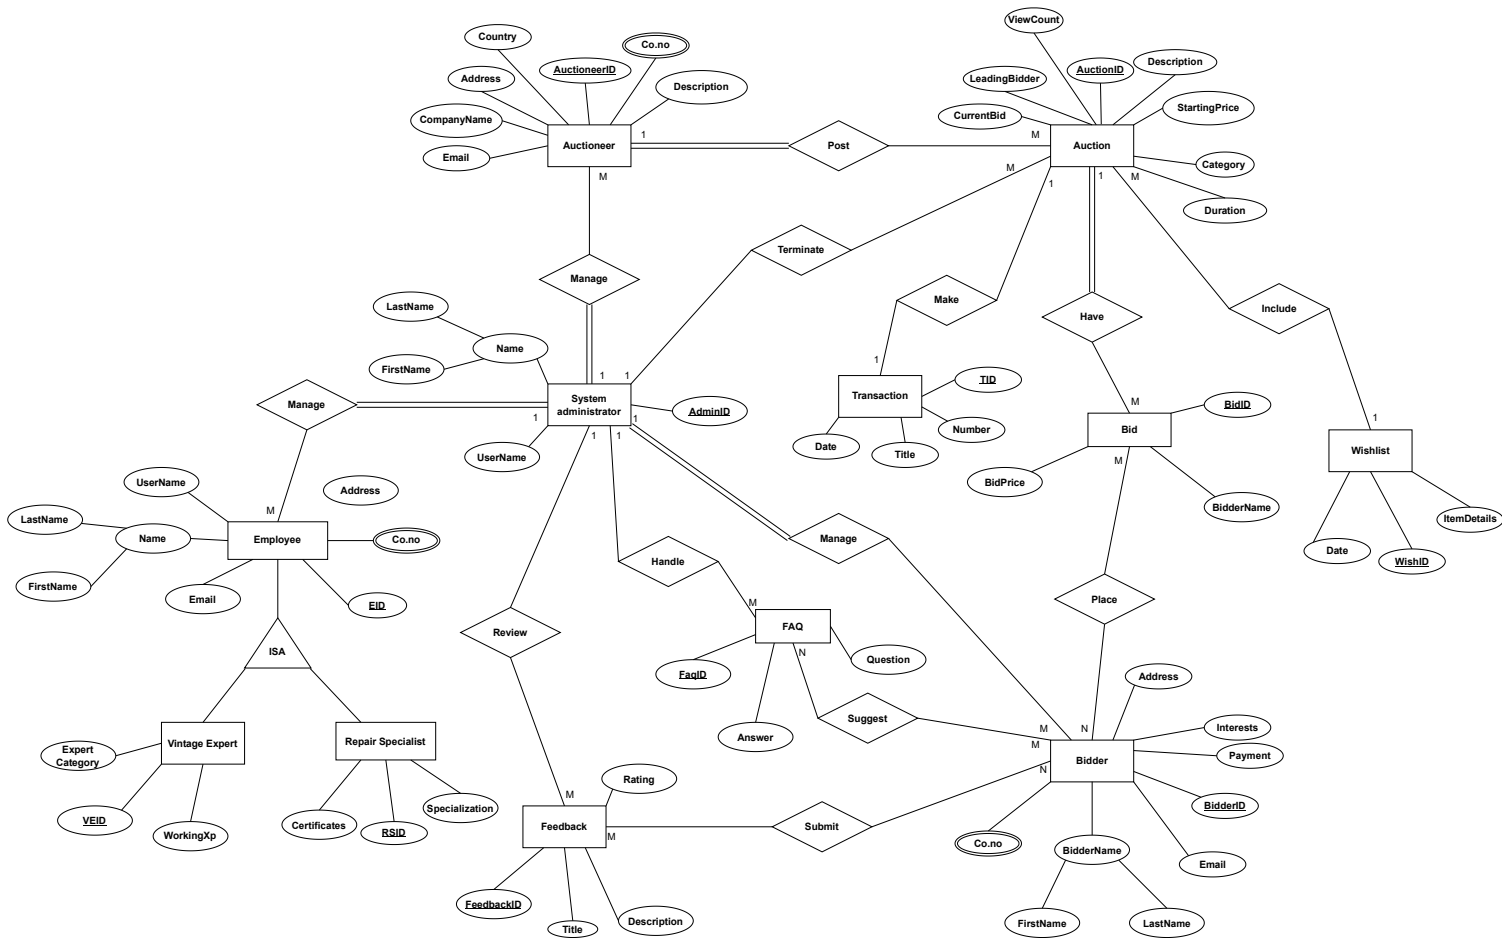 ViewCount
Country
Co.no
AuctioneerID
AuctionID
Description
Address
LeadingBidder
Description
CompanyName
CurrentBid
StartingPrice
Email
Auctioneer
1
Post
M
Auction
Category
M
M
1
1
M
Duration
Terminate
Manage
LastName
Make
Have
Include
Name
FirstName
1
1
1
Transaction
TID
Manage
1
System
administrator
1
AdminID
M
BidID
1
1
1
Number
Bid
Wishlist
UserName
Date
Title
M
BidPrice
BidderName
ItemDetails
UserName
Address
M
LastName
Name
Employee
Co.no
Manage
Date
WishID
Handle
FirstName
Email
EID
Place
M
FAQ
Review
ISA
N
Question
FaqID
Address
Suggest
M
N
Interests
Vintage Expert
Repair Specialist
Answer
M
Payment
Expert
Category
Bidder
N
Rating
M
VEID
WorkingXp
Certificates
RSID
Specialization
Feedback
M
Submit
BidderID
Co.no
BidderName
Email
FeedbackID
Title
Description
FirstName
LastName